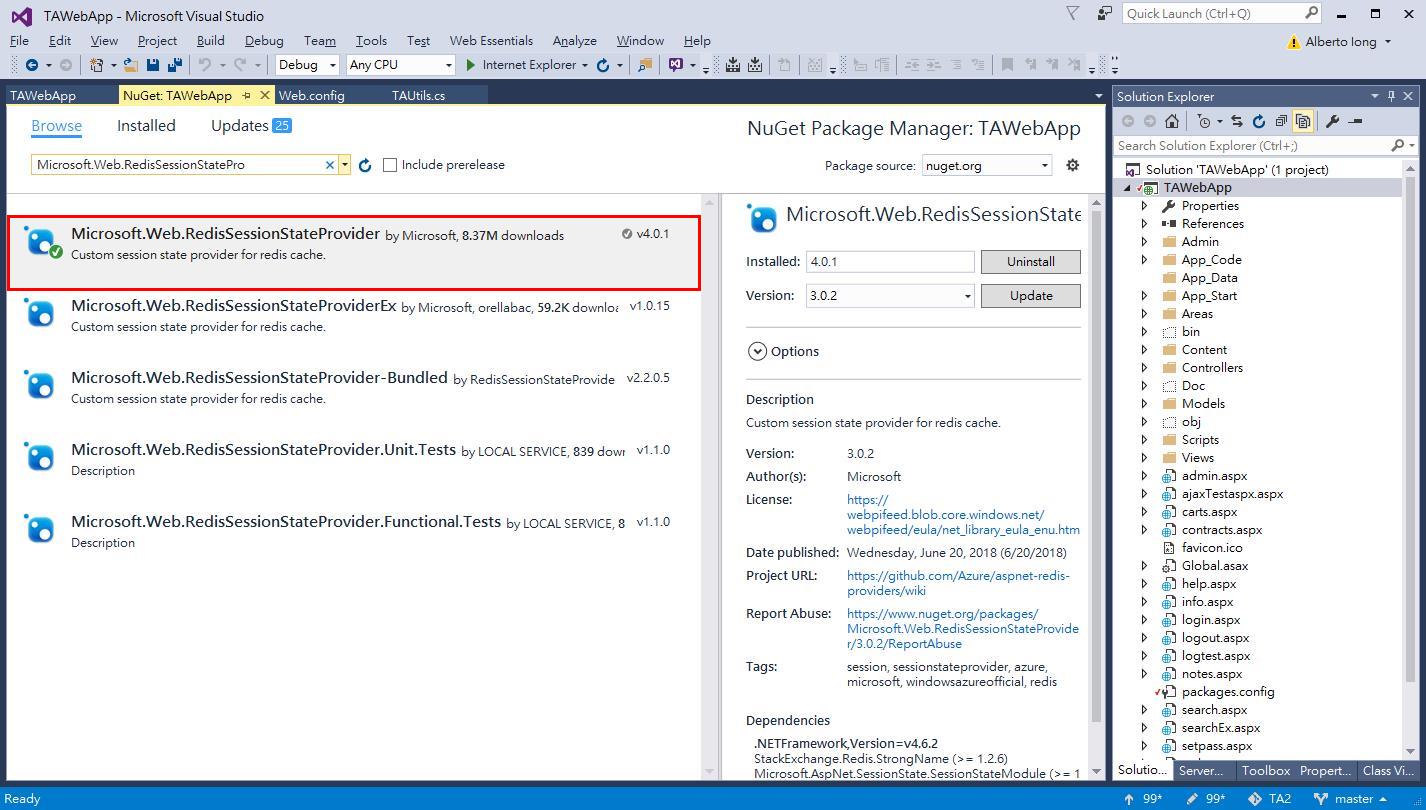 TAWebApp - Microsoft Visual Studio
Quick Launch (Ctrl+Q)
File Edit View Project Build Debug Team Tools Test Web Essentials Analyze Window Help
Alberto Iong
Debug Any CPU Internet Explorer
TAWebApp NuGet: TAWebApp Web.config TAUtils.cs
Browse Installed Updates 25
NuGet Package Manager: TAWebApp
Microsoft.Web.RedisSessionStatePro
Include prerelease
Package source: nuget.org
Microsoft.Web.RedisSessionStateProvider by Microsoft, 8.37M downloads v4.0.1
Custom session state provider for redis cache.
Microsoft.Web.RedisSessionStateProviderEx by Microsoft, orellabac, 59.2K downloa v1.0.15
Custom session state provider for redis cache.
Microsoft.Web.RedisSessionStateProvider-Bundled by RedisSessionStateProvide v2.2.0.5
Custom session state provider for redis cache.
Microsoft.Web.RedisSessionStateProvider.Unit.Tests by LOCAL SERVICE, 839 down v1.1.0
Description
Microsoft.Web.RedisSessionStateProvider.Functional.Tests by LOCAL SERVICE, 8 v1.1.0
Description
Microsoft.Web.RedisSessionState
Installed: 4.0.1 Uninstall
Version: 3.0.2 Update
Options
Description
Custom session state provider for redis cache.
Version: 3.0.2
Author(s): Microsoft
License: https://
webpifeed.blob.core.windows.net/
webpifeed/eula/net_library_eula_enu.htm
Date published: Wednesday, June 20, 2018 (6/20/2018)
Project URL: https://github.com/Azure/aspnet-redis-
providers/wiki
Report Abuse: https://www.nuget.org/packages/
Microsoft.Web.RedisSessionStateProvide
r/3.0.2/ReportAbuse
Tags: session, sessionstateprovider, azure,
microsoft, windowsazureofficial, redis
Dependencies
.NETFramework,Version=v4.6.2
StackExchange.Redis.StrongName (>= 1.2.6)
Microsoft.AspNet.SessionState.SessionStateModule (>= 1
Solution Explorer
Search Solution Explorer (Ctrl+;)
Solution 'TAWebApp' (1 project)
TAWebApp
Properties
References
Admin
App_Code
App_Data
App_Start
Areas
bin
Content
Controllers
Doc
Models
obj
Scripts
Views
admin.aspx
ajaxTestaspx.aspx
carts.aspx
contracts.aspx
favicon.ico
Global.asax
help.aspx
info.aspx
login.aspx
logout.aspx
logtest.aspx
notes.aspx
packages.config
search.aspx
searchEx.aspx
setpass.aspx
Solutio... Server... Toolbox Propert... Class Vi...
Ready 99* 99* TA2 master